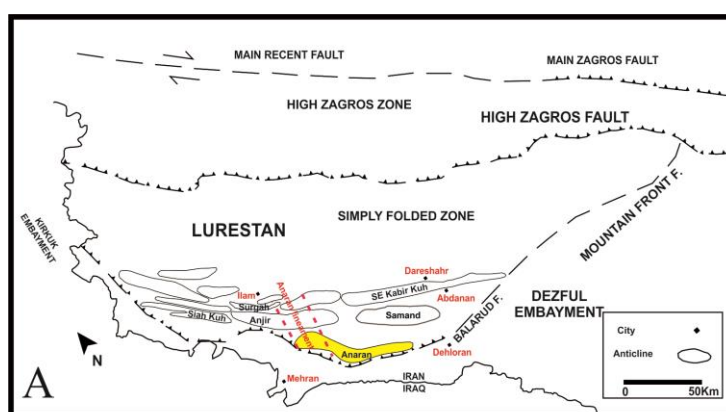 MAIN RECENT FAULT
MAIN ZAGROS FAULT
HIGH ZAGROS ZONE
HIGH ZAGROS FAULT
KIRKUK
EMBAYMENT
LURESTAN
SIMPLY FOLDED ZONE
MOUNTAIN FRONT F.
Dareshahr
Ilam
SE Kabir Kuh
Abdanan
Surgah
Anaran lineament
Siah Kuh
Anjir
Samand
BALARUD F.
DEZFUL
EMBAYMENT
Anaran
Dehloran
N
A
Mehran
IRAN
IRAQ
City
Anticline
0
50Km